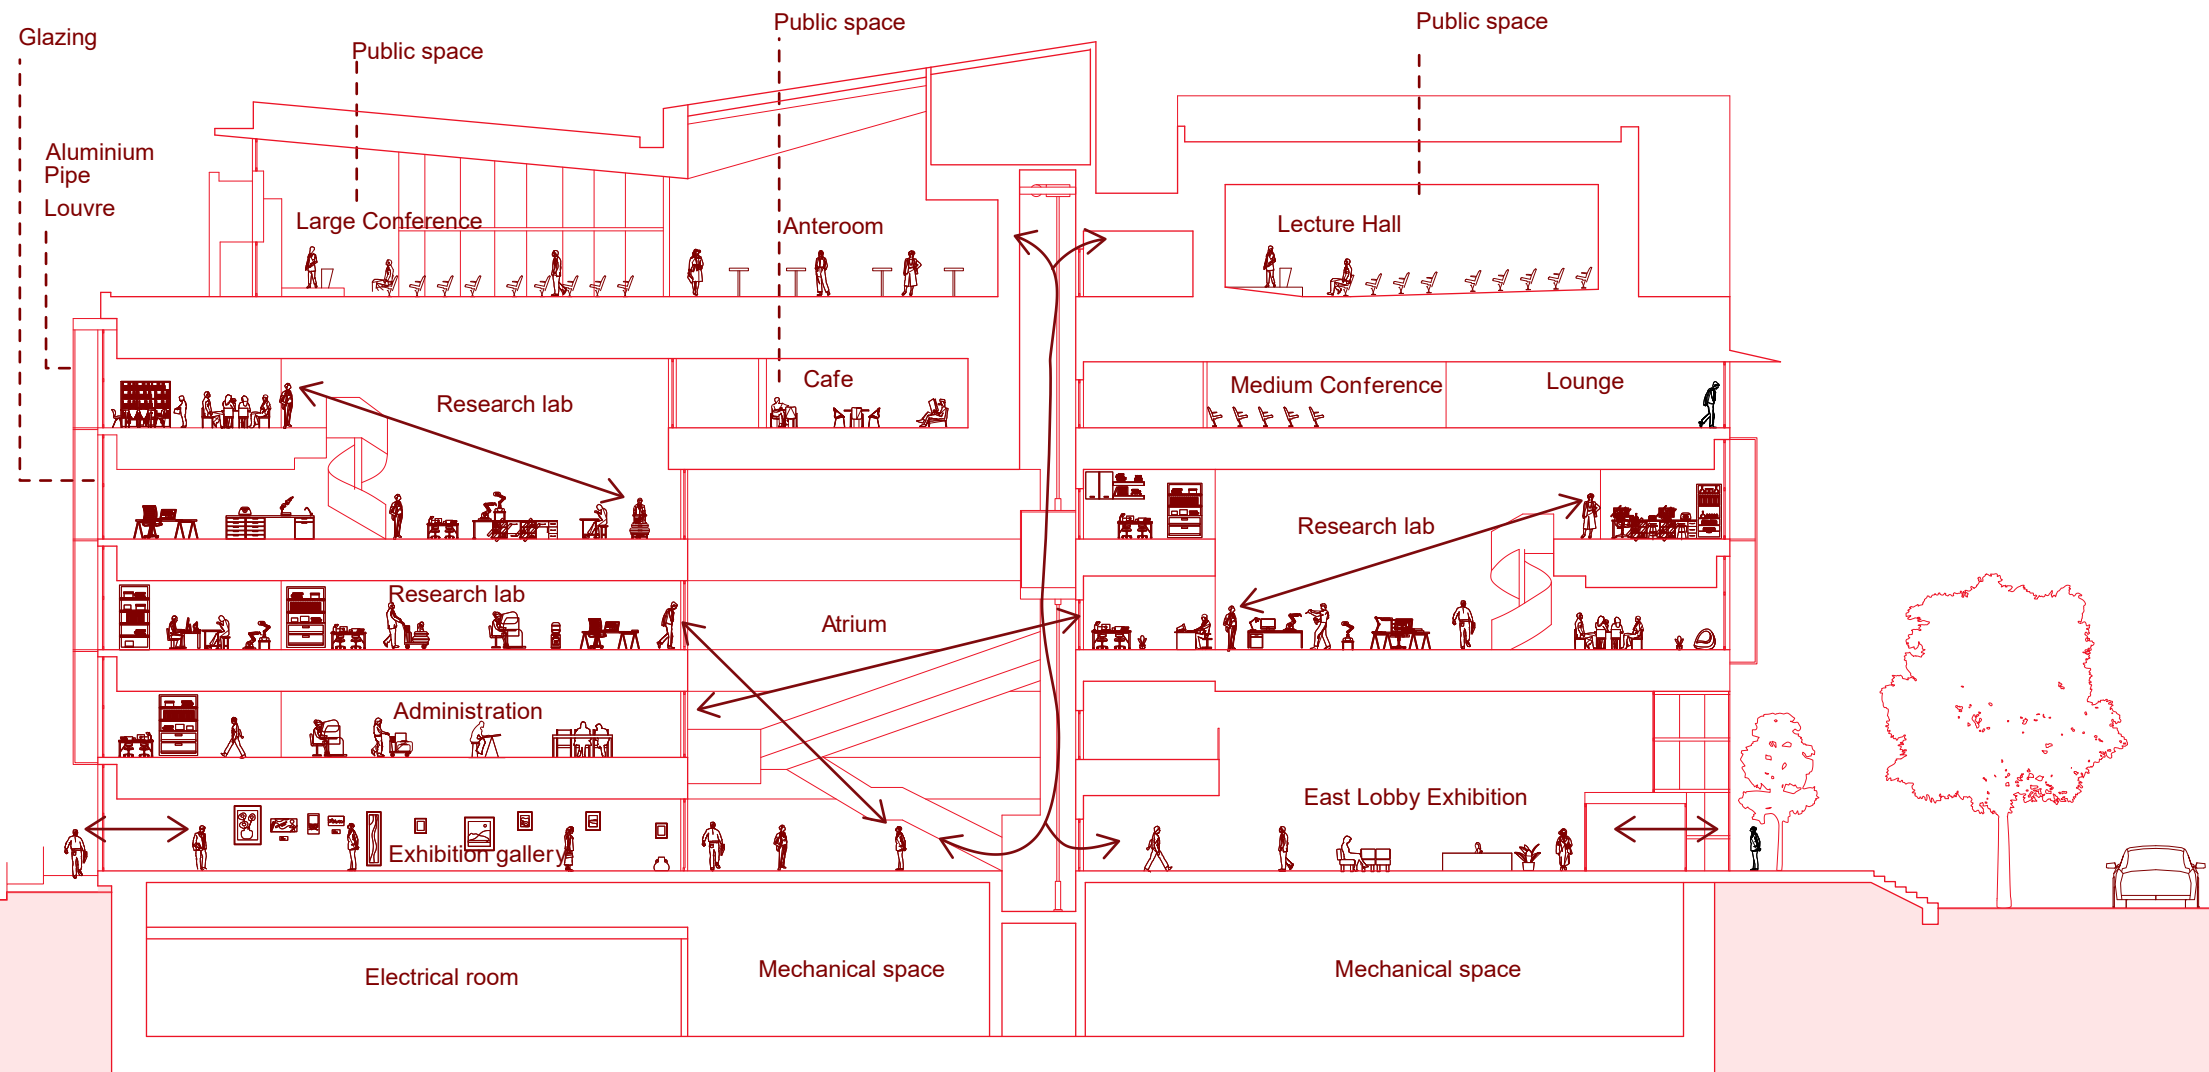 Glazing
Public space
Public space
Public space
Aluminium
Pipe
Louvre
Large Conference
Anteroom
Lecture Hall
Research lab
Cafe
Medium Conference
Lounge
Research lab
Research lab
Atrium
Administration
East Lobby Exhibition
Exhibition gallery
Electrical room
Mechanical space
Mechanical space